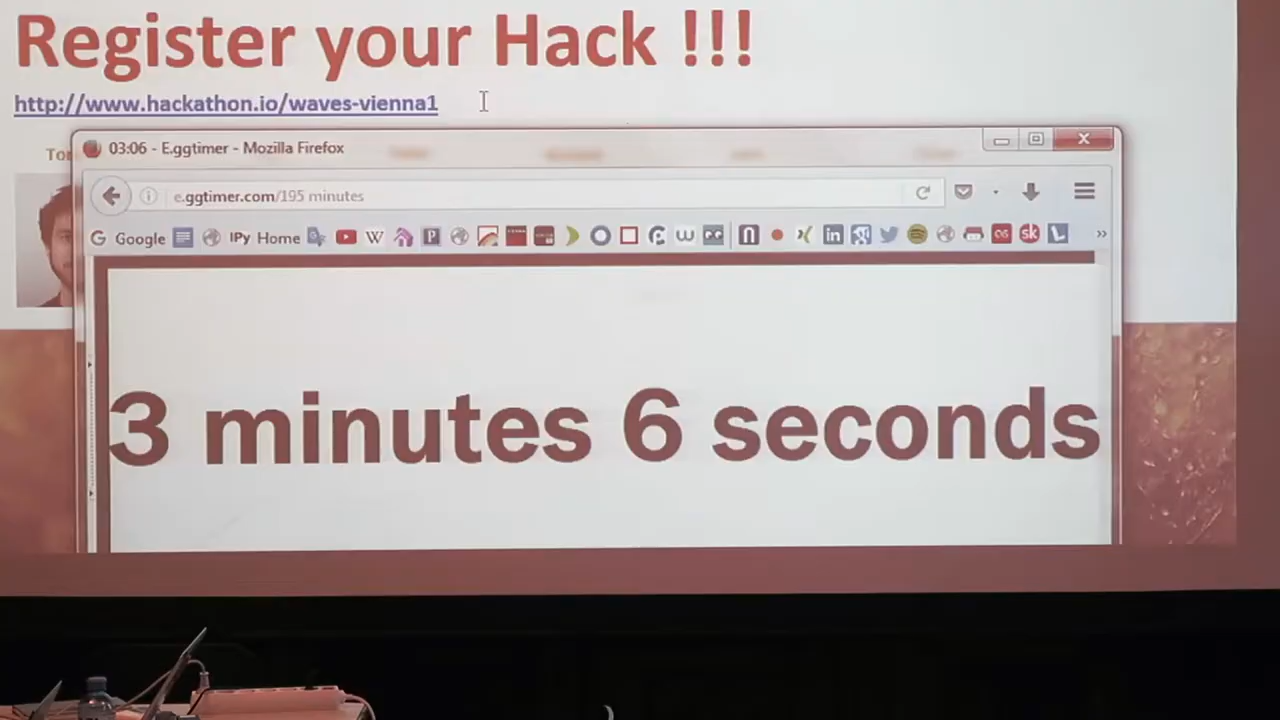 Register your Hack !!!
http://www.hackathon.io/waves-vienna1
03:06 - E.ggtimer - Mozilla Firefox
e.ggtimer.com/195 minutes
Google IPy Home
3 minutes 6 seconds